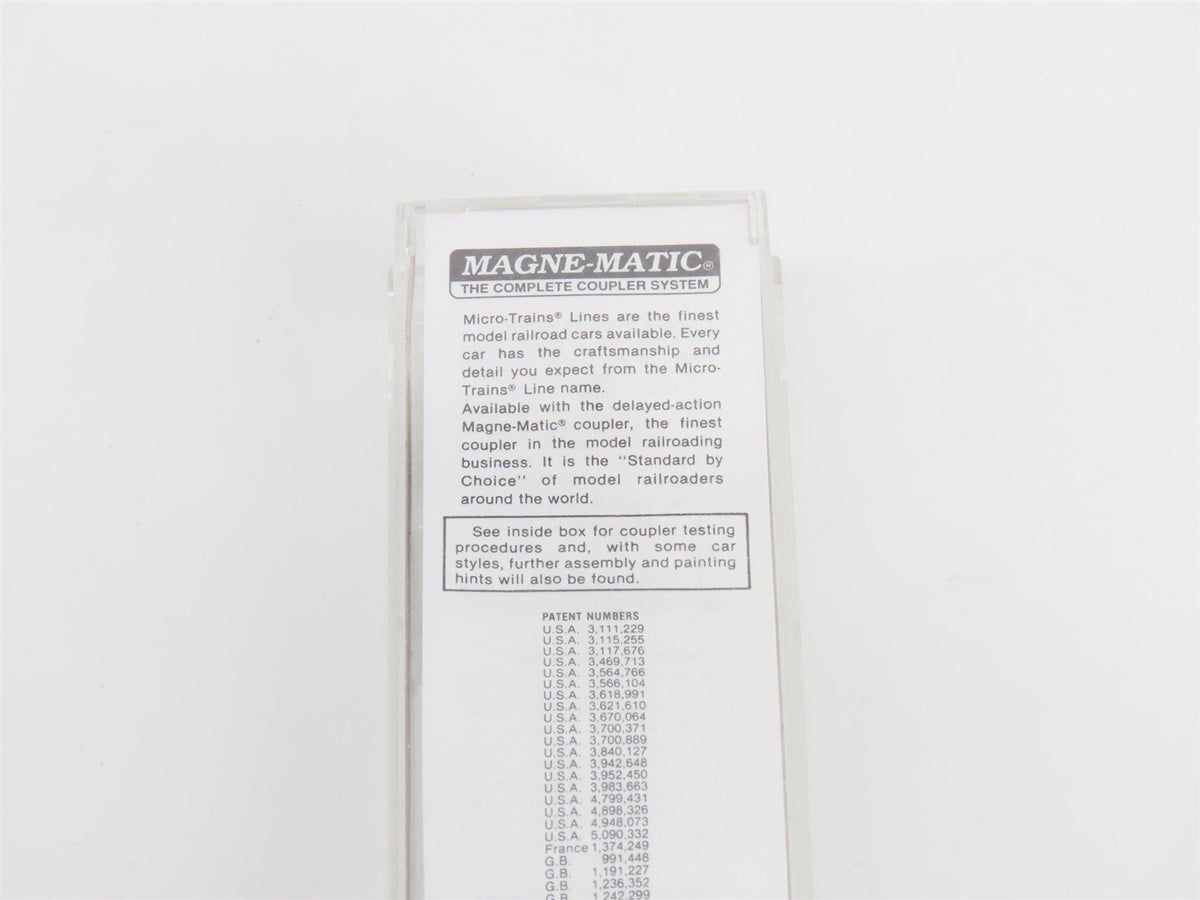 MAGNE-MATIC®
THE COMPLETE COUPLER SYSTEM
Micro-Trains® Lines are the finest
model railroad cars available. Every
car has the craftsmanship and
detail you expect from the Micro-
Trains® Line name.
Available with the delayed-action
Magne-Matic® coupler, the finest
coupler in the model railroading
business. It is the "Standard by
Choice" of model railroaders
around the world.
See inside box for coupler testing
procedures and, with some car
styles, further assembly and painting
hints will also be found.
PATENT NUMBERS
U.S.A. 3,111,229
U.S.A. 3,115,255
U.S.A. 3,117,676
U.S.A. 3,469,713
U.S.A. 3,564,766
U.S.A. 3,566,104
U.S.A. 3,618,991
U.S.A. 3,621,610
U.S.A. 3,670,064
U.S.A. 3,700,371
U.S.A. 3,700,889
U.S.A. 3,840,127
U.S.A. 3,942,648
U.S.A. 3,952,450
U.S.A. 3,983,663
U.S.A. 4,799,431
U.S.A. 4,898,326
U.S.A. 4,948,073
U.S.A. 5,090,332
France 1,374,249
G.B. 991,448
G.B. 1,191,227
G.B. 1,236,352
G.B. 1,242,299